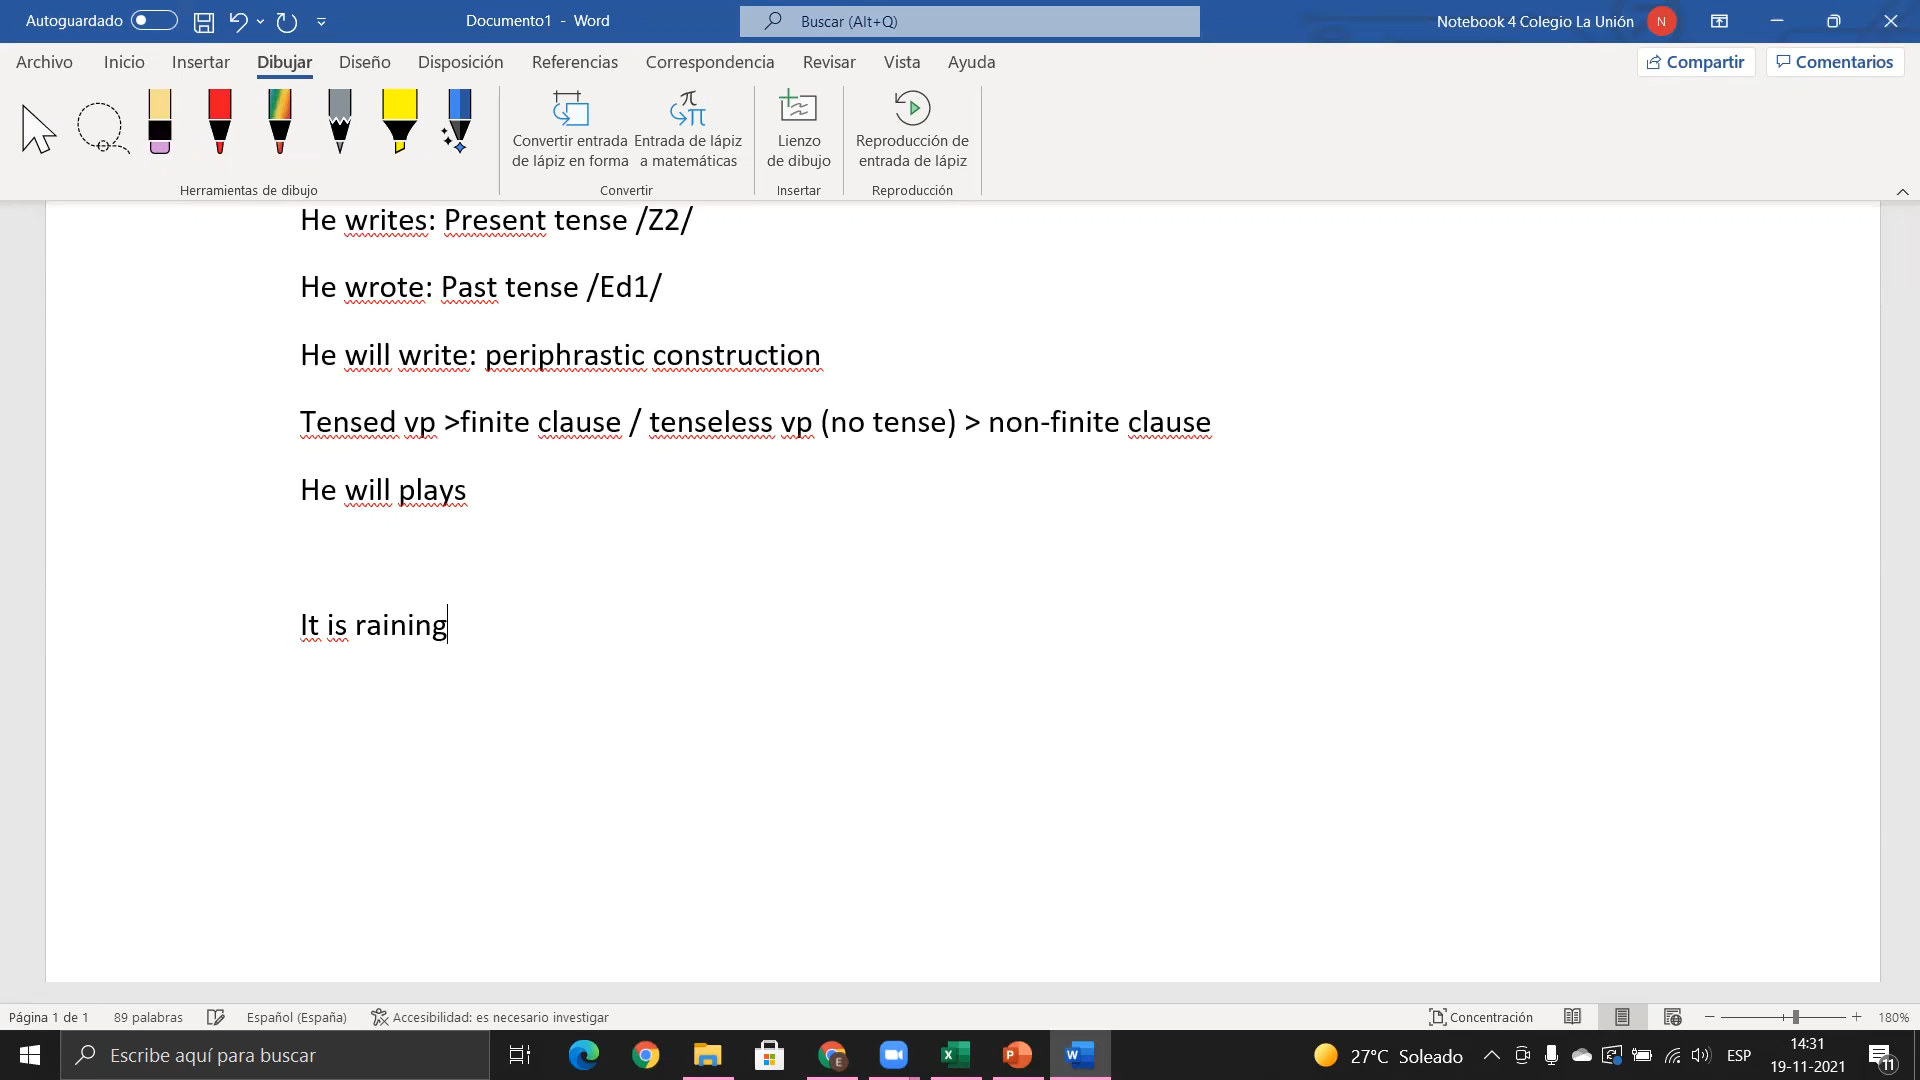 Autoguardado
Documento1 - Word
Buscar (Alt+Q)
Notebook 4 Colegio La Unión
N
Archivo Inicio Insertar Dibujar Diseño Disposición Referencias Correspondencia Revisar Vista Ayuda
Compartir
Comentarios
Convertir entrada de lápiz en forma
Entrada de lápiz a matemáticas
Lienzo de dibujo
Reproducción de entrada de lápiz
Herramientas de dibujo
Convertir
Insertar
Reproducción
He writes: Present tense /Z2/
He wrote: Past tense /Ed1/
He will write: periphrastic construction
Tensed vp >finite clause / tenseless vp (no tense) > non-finite clause
He will plays
It is raining
Página 1 de 1
89 palabras
Español (España)
Accesibilidad: es necesario investigar
Concentración
180%
Escribe aquí para buscar
E
27°C Soleado
ESP
14:31
19-11-2021
11